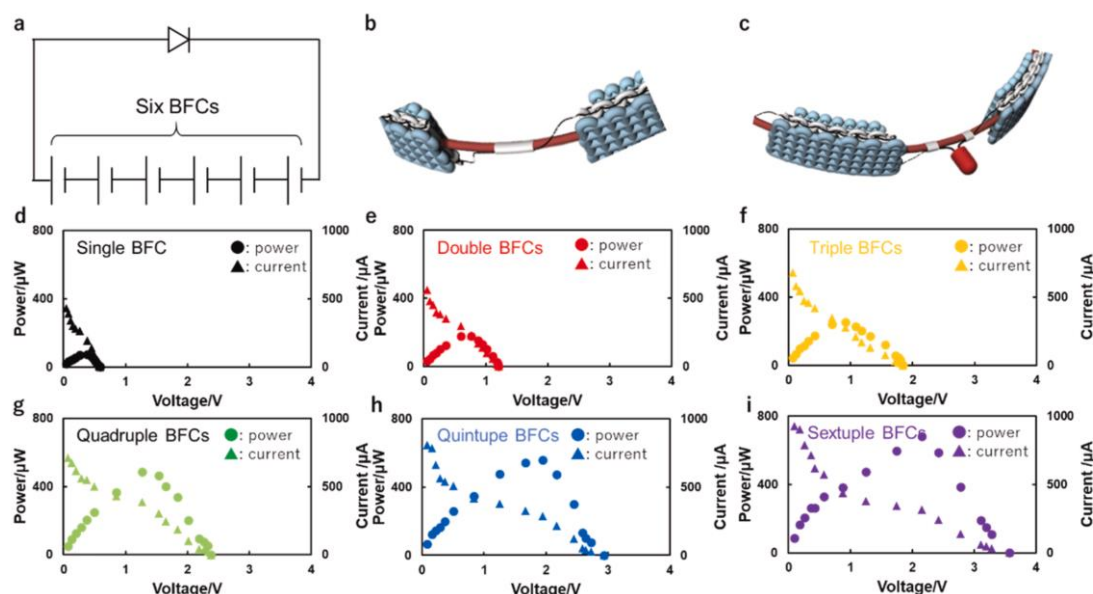 a
b
c
Six BFCs
d
e
f
800
400
0
Power/µW
Single BFC
●: power
▲: current
1000
500
0
Current /µA
0 1 2 3 4
Voltage/V
800
400
0
Power/µW
Double BFCs
●: power
▲: current
1000
500
0
Current /µA
0 1 2 3 4
Voltage/V
800
400
0
Power/µW
Triple BFCs
●: power
▲: current
1000
500
0
Current /µA
0 1 2 3 4
Voltage/V
g
h
i
800
400
0
Power/µW
Quadruple BFCs
●: power
▲: current
1000
500
0
Current /µA
0 1 2 3 4
Voltage/V
800
400
0
Power/µW
Quintupe BFCs
●: power
▲: current
1000
500
0
Current /µA
0 1 2 3 4
Voltage/V
800
400
0
Power/µW
Sextuple BFCs
●: power
▲: current
1000
500
0
Current /µA
0 1 2 3 4
Voltage/V